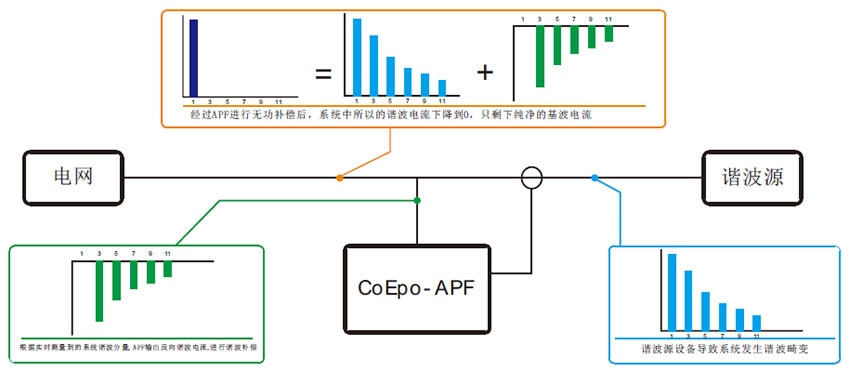 1 3 5 7 9 11
1 3 5 7 9 11
=
1 3 5 7 9 11
+
经过APF进行无功补偿后，系统中所以的谐波电流下降到0，只剩下纯净的基波电流
电网
谐波源
1 3 5 7 9 11
根据实时测量到的系统谐波分量,APF输出反向谐波电流,进行谐波补偿
CoEpo-APF
1 3 5 7 9 11
谐波源设备导致系统发生谐波畸变